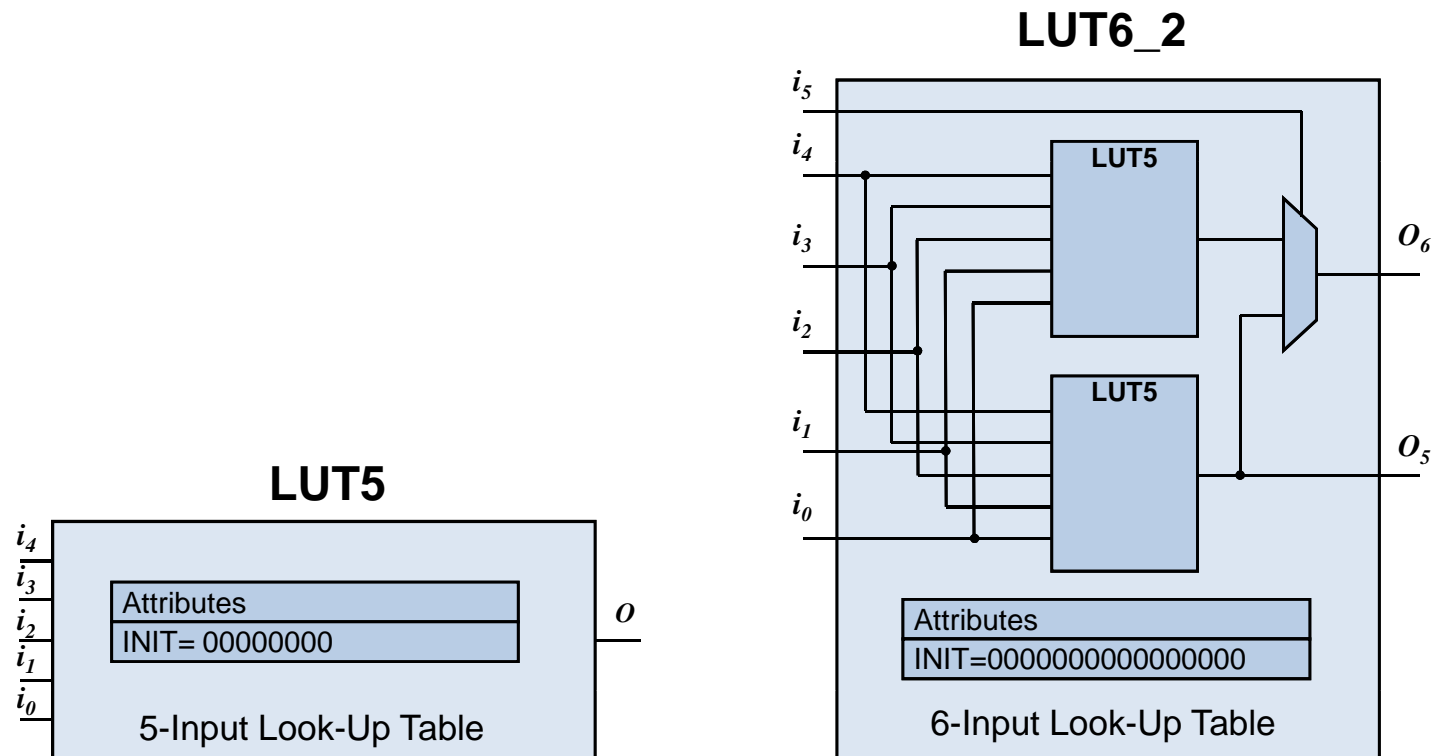 LUT6_2
i5
i4
LUT5
i3
O6
i2
LUT5
i1
O5
i0
Attributes
INIT=0000000000000000
6-Input Look-Up Table
LUT5
i4
i3
i2
i1
i0
Attributes
INIT= 00000000
O
5-Input Look-Up Table